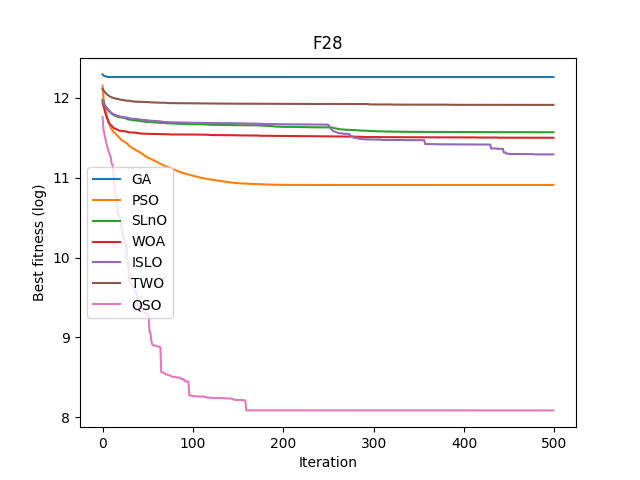 F28
Best fitness (log)
12
11
10
9
8
GA
PSO
SLnO
WOA
ISLO
TWO
QSO
0 100 200 300 400 500
Iteration